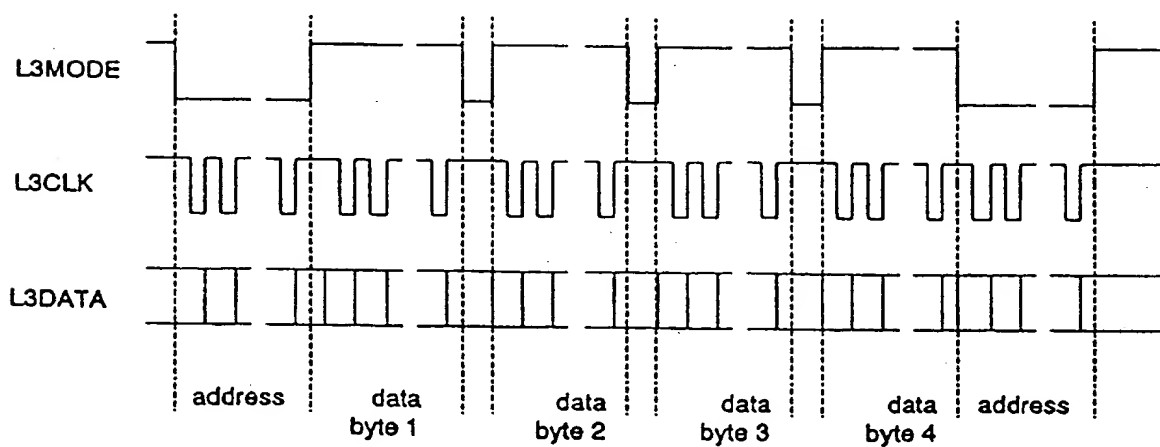 L3MODE
L3CLK
L3DATA
address
data
byte 1
data
byte 2
data
byte 3
data
byte 4
address